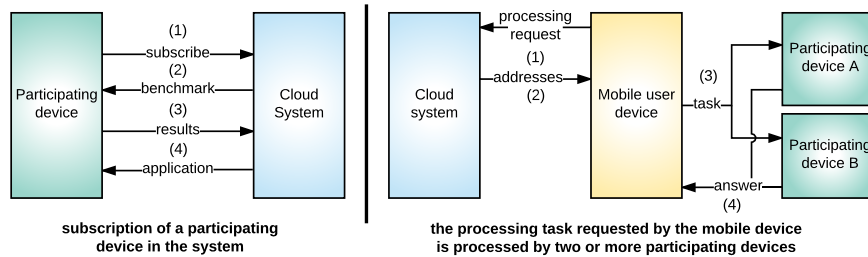 (1)
subscribe
(2)
benchmark
(3)
results
(4)
application
Participating
device
Cloud
System
subscription of a participating
device in the system
processing
request
(1)
addresses
(2)
Cloud
system
Mobile user
device
(3)
task
answer
(4)
Participating
device A
Participating
device B
the processing task requested by the mobile device
is processed by two or more participating devices